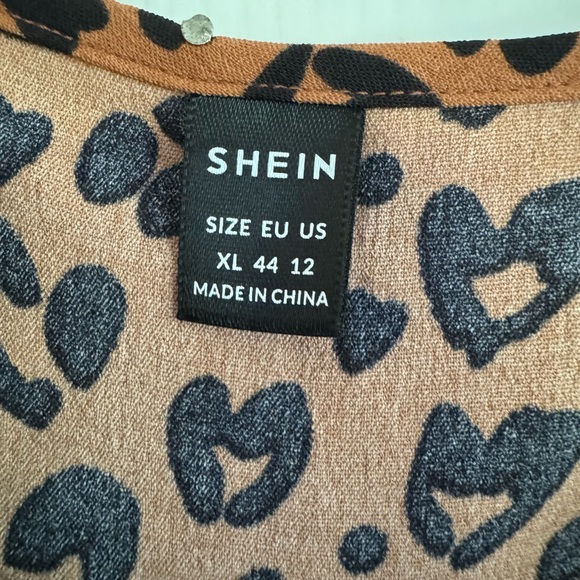 SHEIN
SIZE EU US
XL 44 12
MADE IN CHINA